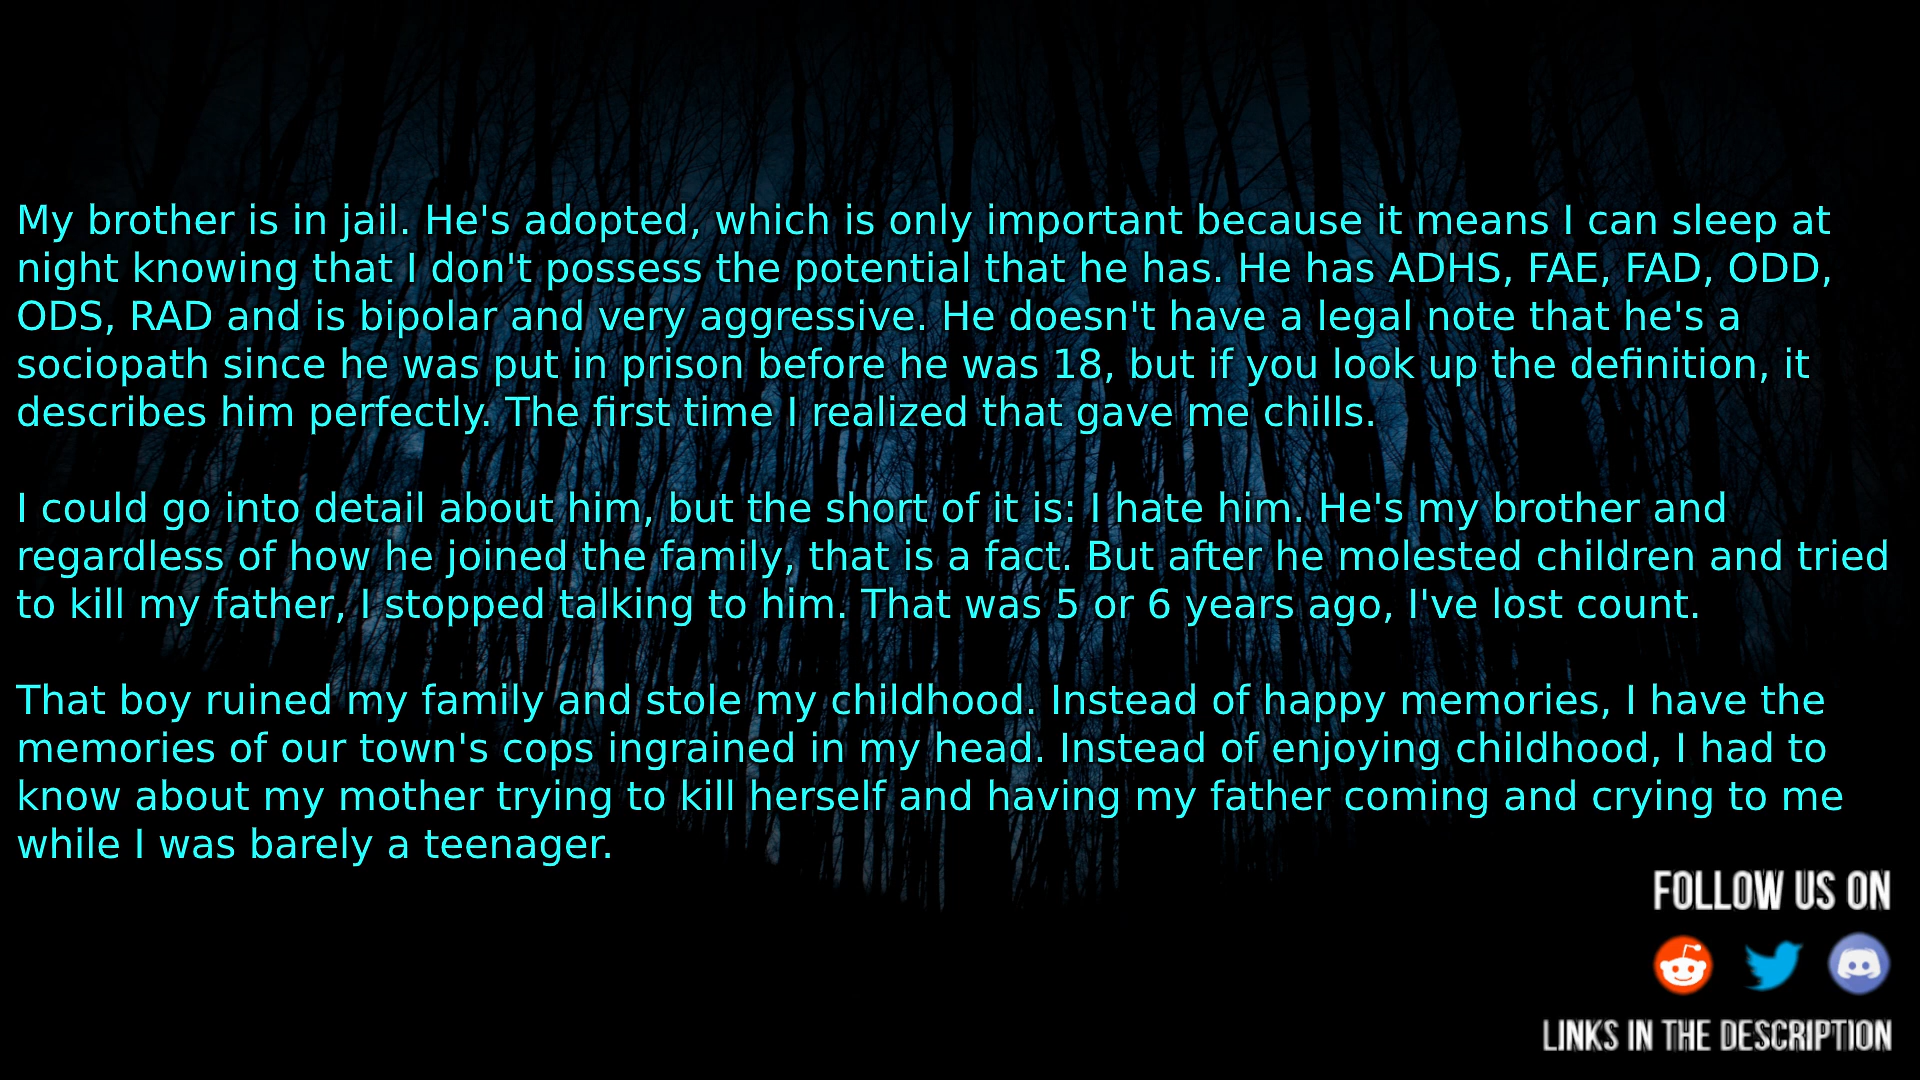 My brother is in jail. He's adopted, which is only important because it means I can sleep at
night knowing that I don't possess the potential that he has. He has ADHS, FAE, FAD, ODD,
ODS, RAD and is bipolar and very aggressive. He doesn't have a legal note that he's a
sociopath since he was put in prison before he was 18, but if you look up the definition, it
describes him perfectly. The first time I realized that gave me chills.
I could go into detail about him, but the short of it is: I hate him. He's my brother and
regardless of how he joined the family, that is a fact. But after he molested children and tried
to kill my father, I stopped talking to him. That was 5 or 6 years ago, I've lost count.
That boy ruined my family and stole my childhood. Instead of happy memories, I have the
memories of our town's cops ingrained in my head. Instead of enjoying childhood, I had to
know about my mother trying to kill herself and having my father coming and crying to me
while I was barely a teenager.
FOLLOW US ON
LINKS IN THE DESCRIPTION